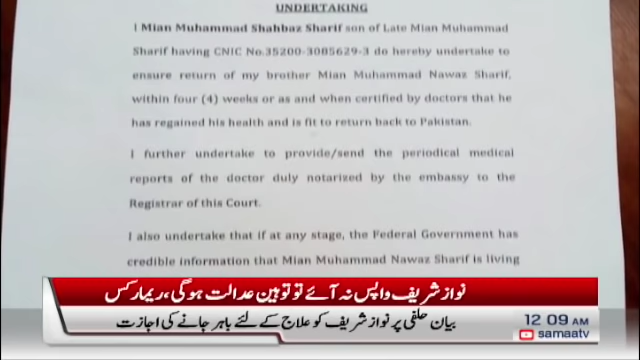 UNDERTAKING
I Mian Muhammad Shahbaz Sharif son of Late Mian Muhammad
Sharif having CNIC No.35200-3085629-3 do hereby undertake to
ensure return of my brother Mian Muhammad Nawaz Sharif,
within four (4) weeks or as and when certified by doctors that he
has regained his health and is fit to return back to Pakistan.
I further undertake to provide/send the periodical medical
reports of the doctor duly notarized by the embassy to the
Registrar of this Court.
I also undertake that if at any stage, the Federal Government has
credible information that Mian Muhammad Nawaz Sharif is living
نواز شریف واپس نہ آئے تو توہین عدالت ہوگی، ریمارکس
بیان حلفی پر نواز شریف کو علاج کے لئے باہر جانے کی اجازت
12:09 AM
samaatv